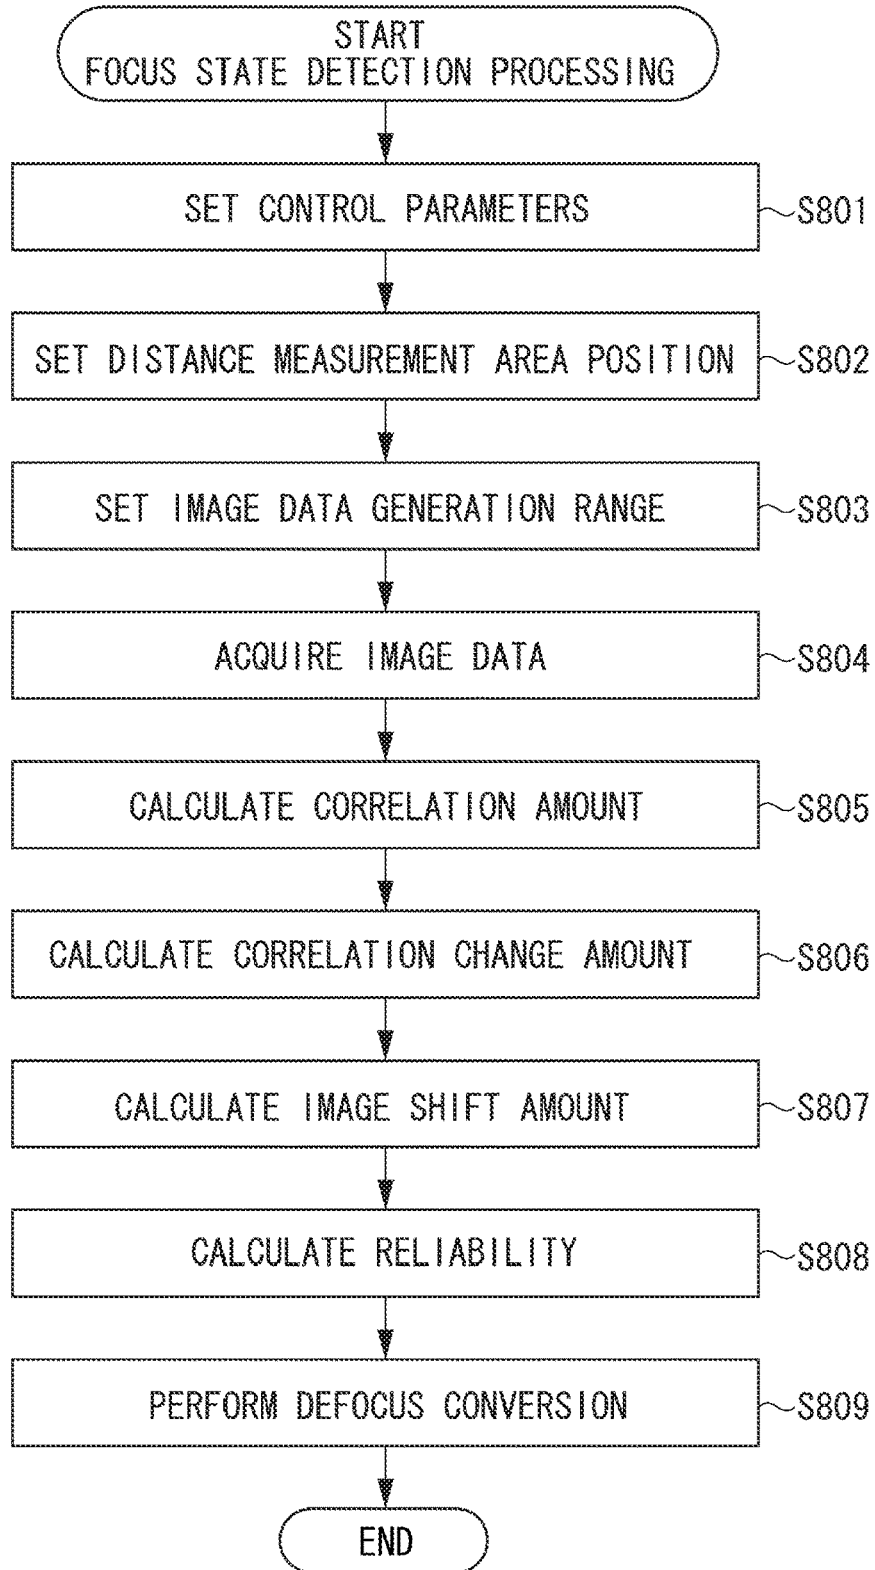 START
FOCUS STATE DETECTION PROCESSING
SET CONTROL PARAMETERS
S801
SET DISTANCE MEASUREMENT AREA POSITION
S802
SET IMAGE DATA GENERATION RANGE
S803
ACQUIRE IMAGE DATA
S804
CALCULATE CORRELATION AMOUNT
S805
CALCULATE CORRELATION CHANGE AMOUNT
S806
CALCULATE IMAGE SHIFT AMOUNT
S807
CALCULATE RELIABILITY
S808
PERFORM DEFOCUS CONVERSION
S809
END